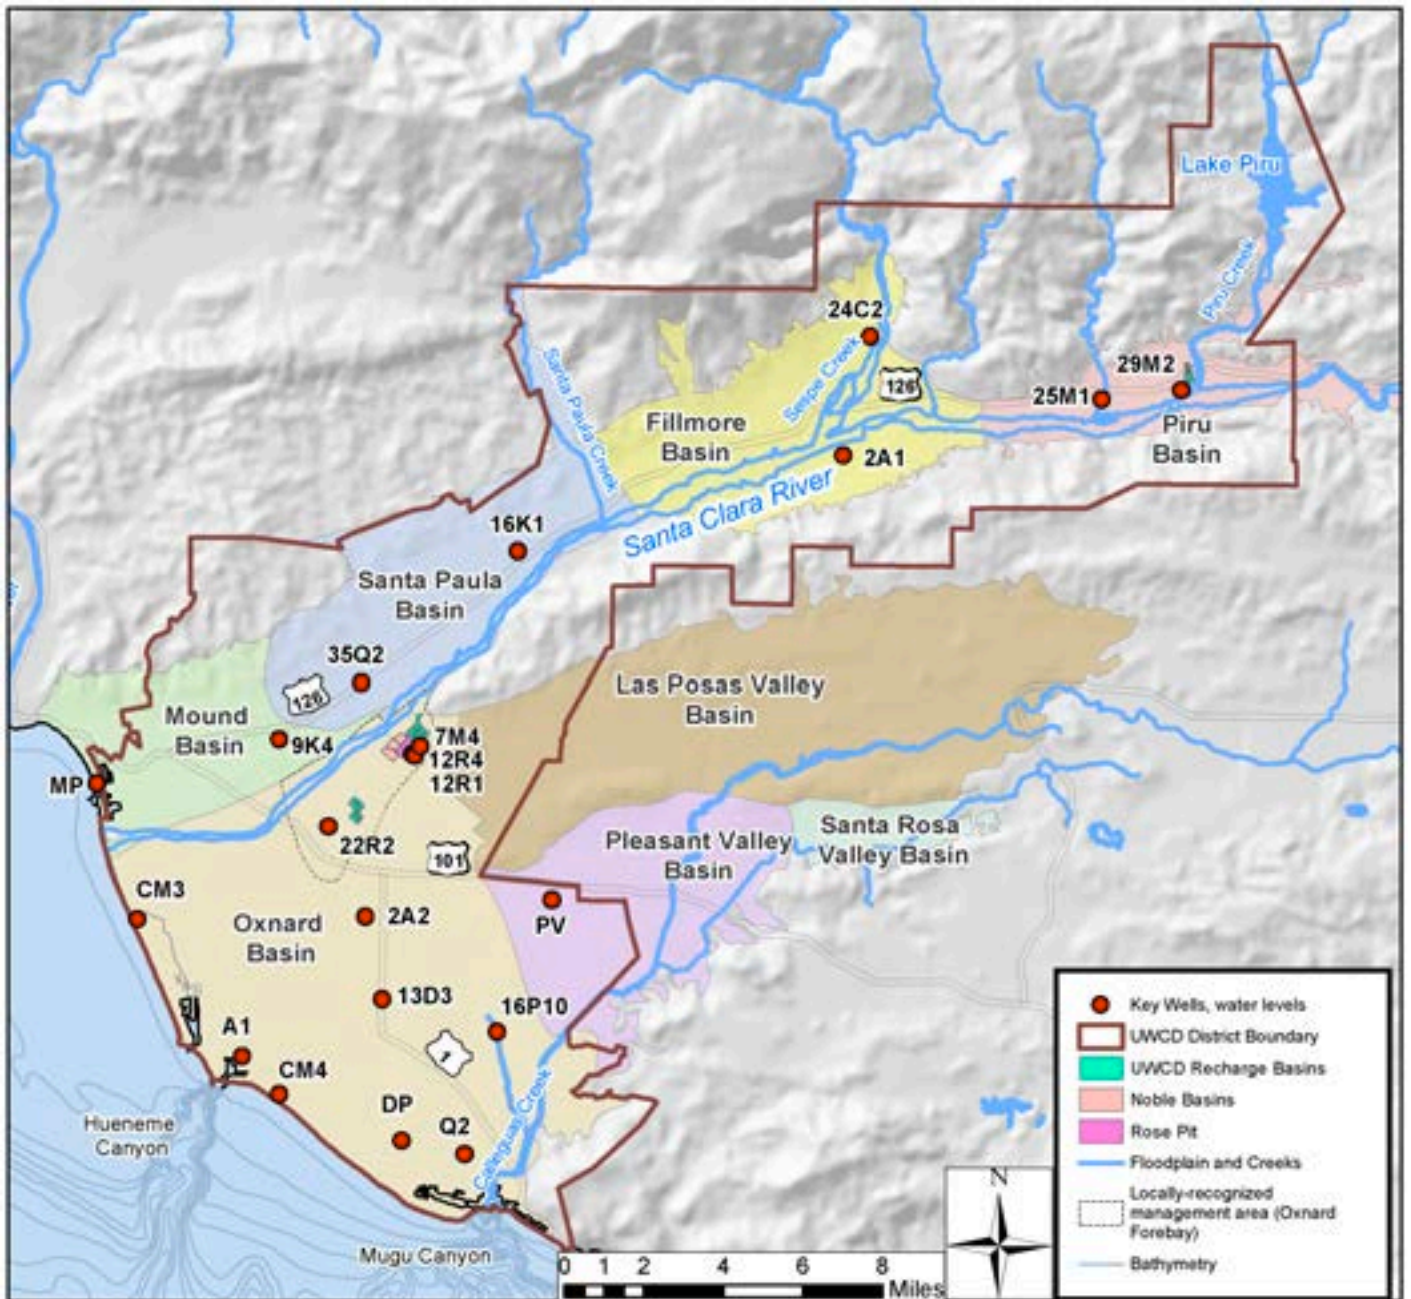 Lake Piru
Piru Creek
24C2
Santa Paula Creek
Sespe Creek
126
29M2
25M1
Fillmore
Basin
Piru
Basin
2A1
Santa Clara River
16K1
Santa Paula
Basin
35Q2
126
Las Posas Valley
Basin
Mound
Basin
9K4
7M4
12R4
12R1
MP
22R2
101
Pleasant Valley
Basin
Santa Rosa
Valley Basin
CM3
2A2
PV
Oxnard
Basin
13D3
16P10
A1
1
CM4
DP
Q2
Calleguas Creek
Hueneme
Canyon
Mugu Canyon
Key Wells, water levels
UWCD District Boundary
UWCD Recharge Basins
Noble Basins
Rose Pit
Floodplain and Creeks
Locally-recognized
management area (Oxnard
Forebay)
Bathymetry
N
0 1 2 4 6 8
Miles